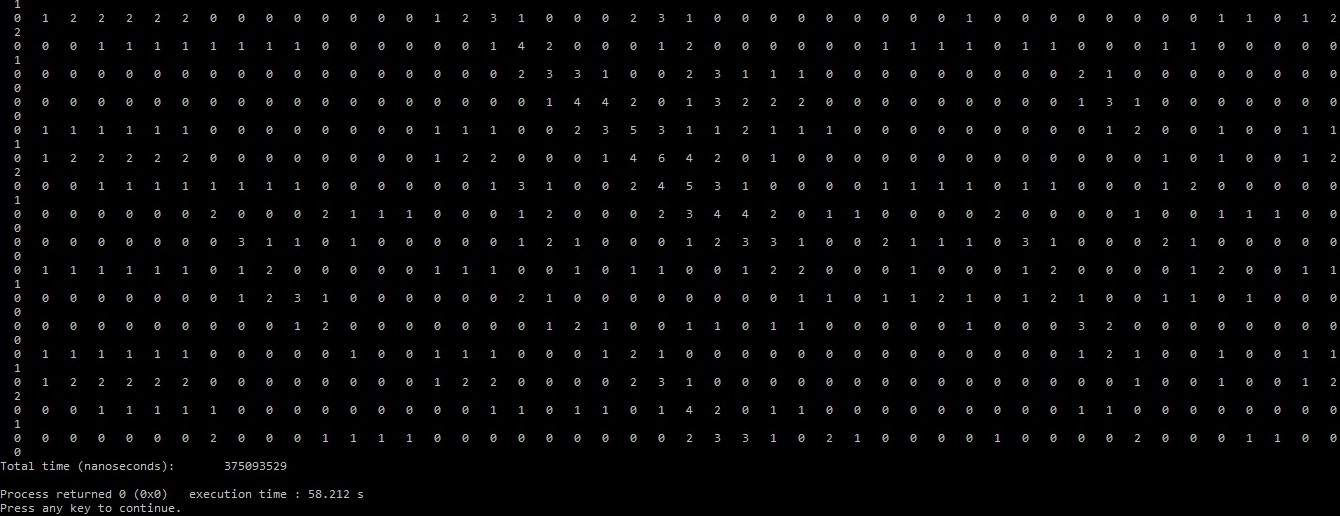 1
0 1 2 2 2 2 2 0 0 0 0 0 0 0 0 1 2 3 1 0 0 0 2 3 1 0 0 0 0 0 0 0 0 0 1 0 0 0 0 0 0 0 0 1 1 0 1 2
2
0 0 0 1 1 1 1 1 1 1 1 0 0 0 0 0 0 1 4 2 0 0 0 1 2 0 0 0 0 0 0 1 1 1 1 0 1 1 0 0 0 1 1 0 0 0 0 0
1
0 0 0 0 0 0 0 0 0 0 0 0 0 0 0 0 0 0 2 3 3 1 0 0 2 3 1 1 1 0 0 0 0 0 0 0 0 0 2 1 0 0 0 0 0 0 0 0
0
0 0 0 0 0 0 0 0 0 0 0 0 0 0 0 0 0 0 0 1 4 4 2 0 1 3 2 2 2 0 0 0 0 0 0 0 0 0 1 3 1 0 0 0 0 0 0 0
0
0 1 1 1 1 1 1 0 0 0 0 0 0 0 0 1 1 1 0 0 2 3 5 3 1 1 2 1 1 1 0 0 0 0 0 0 0 0 0 1 2 0 0 1 0 0 1 1
1
0 1 2 2 2 2 2 0 0 0 0 0 0 0 0 1 2 2 0 0 0 1 4 6 4 2 0 1 0 0 0 0 0 0 0 0 0 0 0 0 0 1 0 1 0 0 1 2
2
0 0 0 1 1 1 1 1 1 1 1 0 0 0 0 0 0 1 3 1 0 0 2 4 5 3 1 0 0 0 0 1 1 1 1 0 1 1 0 0 0 1 2 0 0 0 0 0
1
0 0 0 0 0 0 0 2 0 0 0 2 1 1 1 0 0 0 1 2 0 0 0 2 3 4 4 2 0 1 1 0 0 0 0 2 0 0 0 0 1 0 0 1 1 1 0 0
0
0 0 0 0 0 0 0 0 3 1 1 0 1 0 0 0 0 0 1 2 1 0 0 0 1 2 3 3 1 0 0 2 1 1 1 0 3 1 0 0 0 2 1 0 0 0 0 0
0
0 1 1 1 1 1 1 0 1 2 0 0 0 0 0 1 1 1 0 0 1 0 1 1 0 0 1 2 2 0 0 0 1 0 0 0 1 2 0 0 0 0 1 2 0 0 1 1
1
0 0 0 0 0 0 0 0 1 2 3 1 0 0 0 0 0 0 2 1 0 0 0 0 0 0 0 0 1 1 0 1 1 2 1 0 1 2 1 0 0 1 1 0 1 0 0 0
0
0 0 0 0 0 0 0 0 0 0 1 2 0 0 0 0 0 0 0 1 2 1 0 0 1 1 0 1 1 0 0 0 0 0 1 0 0 0 3 2 0 0 0 0 0 0 0 0
0
0 1 1 1 1 1 1 0 0 0 0 0 1 0 0 1 1 1 0 0 0 1 2 1 0 0 0 0 0 0 0 0 0 0 0 0 0 0 1 2 1 0 0 1 0 0 1 1
1
0 1 2 2 2 2 2 0 0 0 0 0 0 0 0 1 2 2 0 0 0 0 2 3 1 0 0 0 0 0 0 0 0 0 0 0 0 0 0 0 1 0 0 1 0 0 1 2
2
0 0 0 1 1 1 1 1 0 0 0 0 0 0 0 0 0 1 1 0 1 1 0 1 4 2 0 1 1 0 0 0 0 0 0 0 0 0 1 1 0 0 0 0 0 0 0 0
1
0 0 0 0 0 0 0 2 0 0 0 1 1 1 1 0 0 0 0 0 0 0 0 0 2 3 3 1 0 2 1 0 0 0 0 1 0 0 0 0 2 0 0 0 1 1 0 0
0
Total time (nanoseconds): 375093529
Process returned 0 (0x0) execution time : 58.212 s
Press any key to continue.